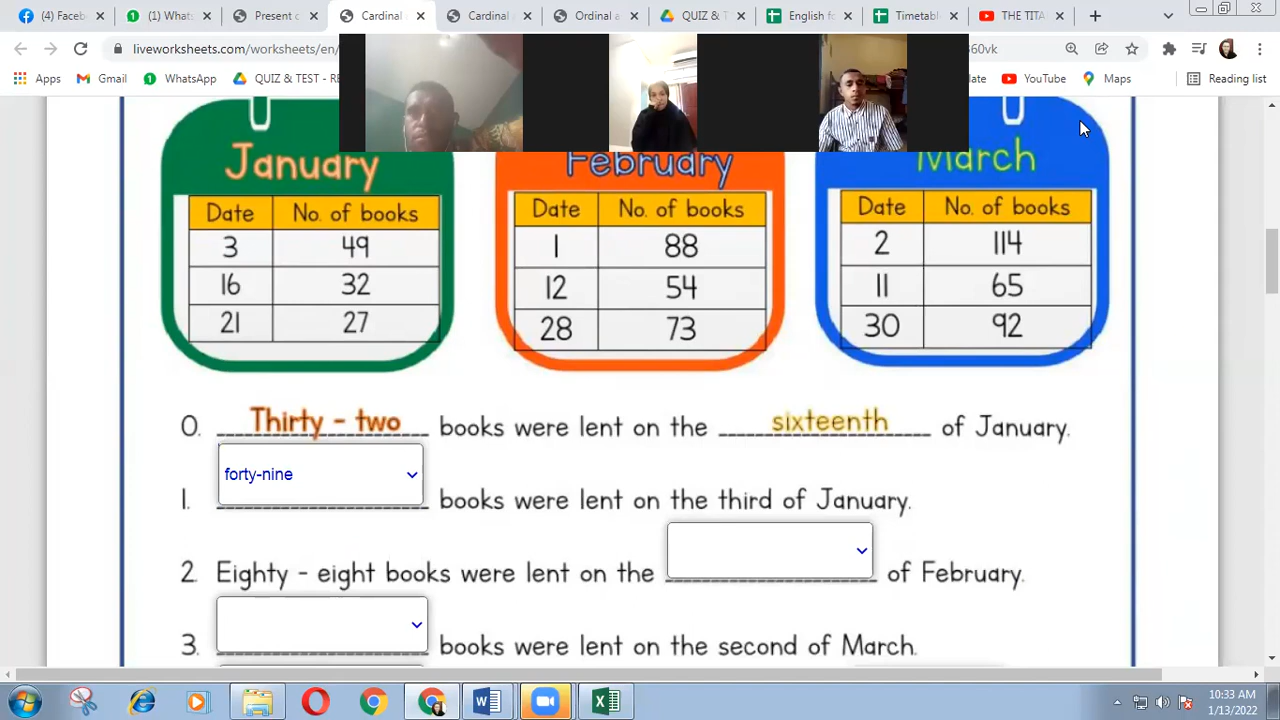 (4) Faceb
(1) Whats
Present c
Cardinal
Cardinal
Ordinal a
QUIZ & T
English fo
Timetabl
THE TITA
liveworksheets.com/worksheets/en/
60vk
Apps
Gmail
WhatsApp
QUIZ & TEST - RE
late
YouTube
Maps
Reading list
January
Date No. of books
3 49
16 32
21 27
February
Date No. of books
1 88
12 54
28 73
March
Date No. of books
2 114
11 65
30 92
0. Thirty - two books were lent on the sixteenth of January.
forty-nine
1. books were lent on the third of January.
2. Eighty - eight books were lent on the of February.
3. books were lent on the second of March.
10:33 AM
1/13/2022